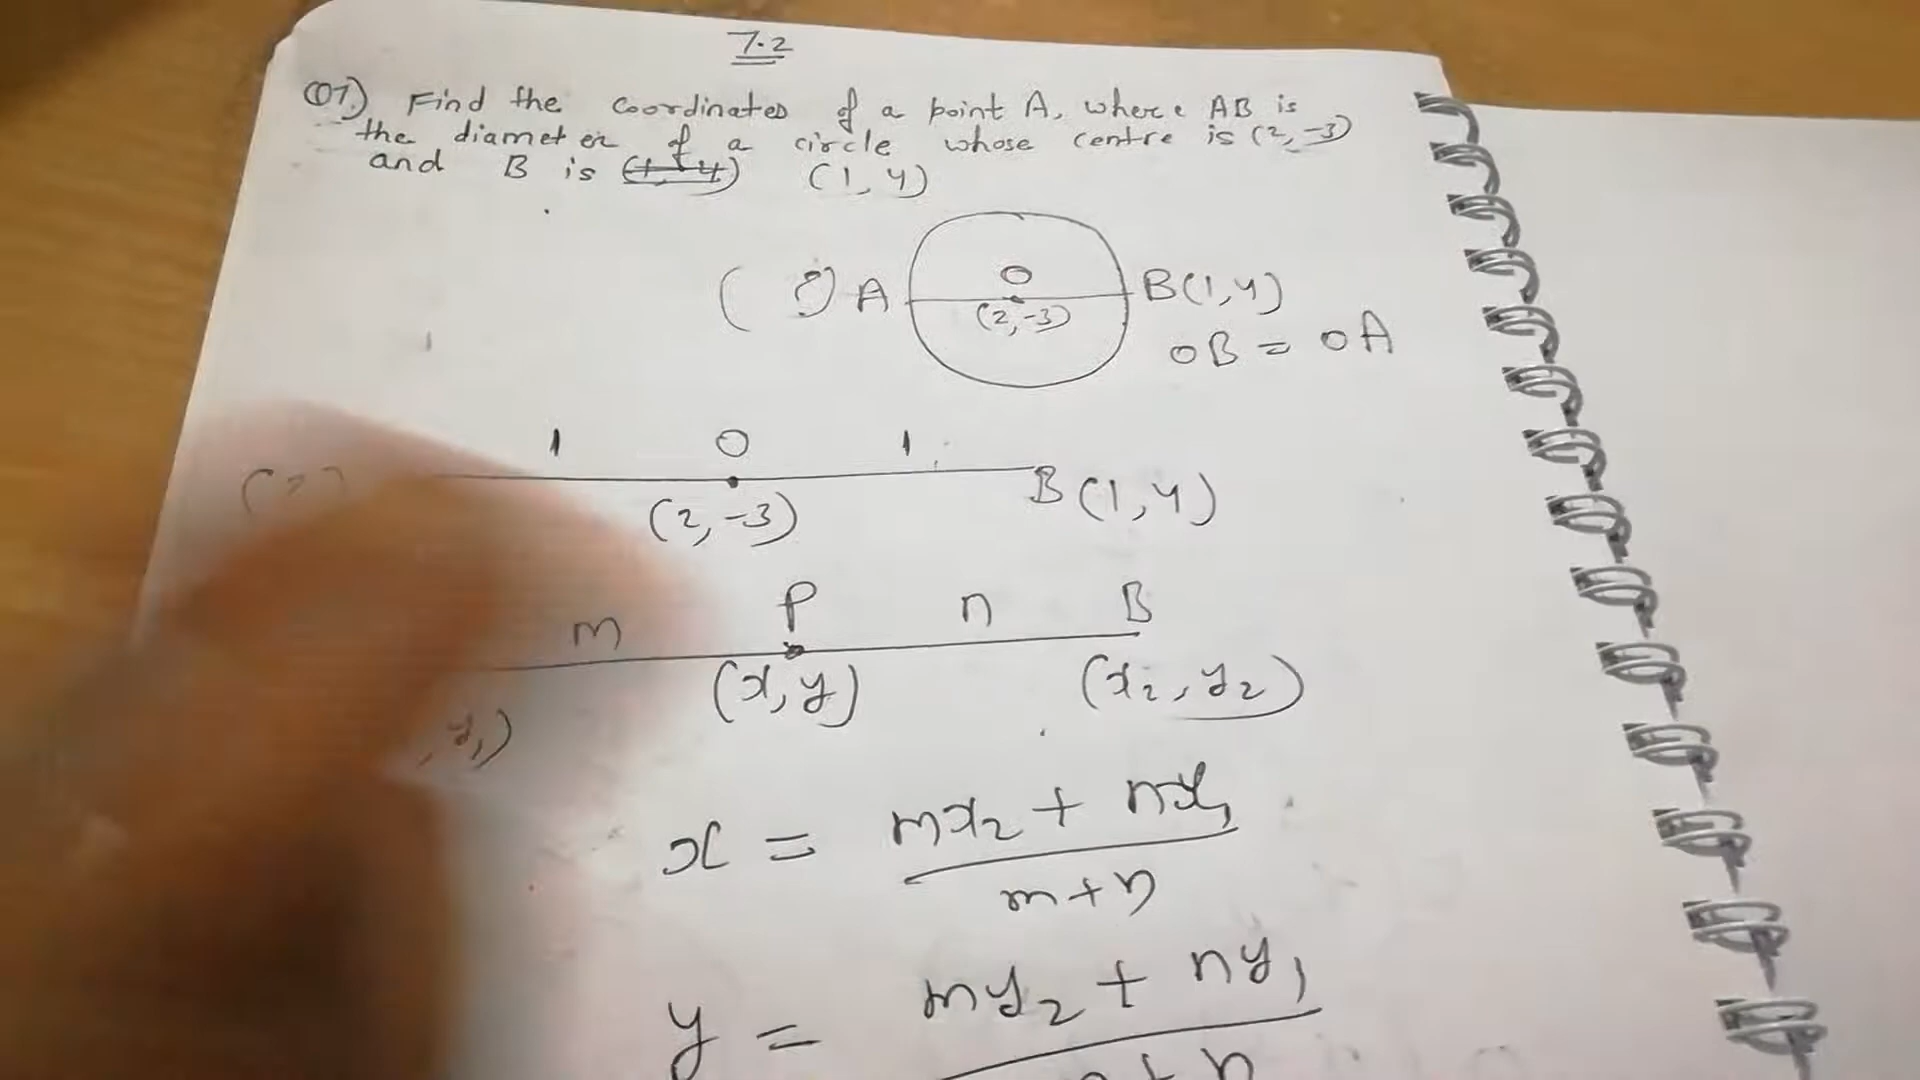 7.2
Q7.) Find the coordinates of a point A, where AB is
the diameter of a circle whose centre is (2,-3)
and B is (1,4)
( ?) A
O
(2,-3)
B(1,4)
OB = OA
1 O 1
(2,-3)
B (1,4)
m P n B
(x,y) (x2, y2)
, y1)
x = mx2 + nx1
m+n
y = my2 + ny1
+n